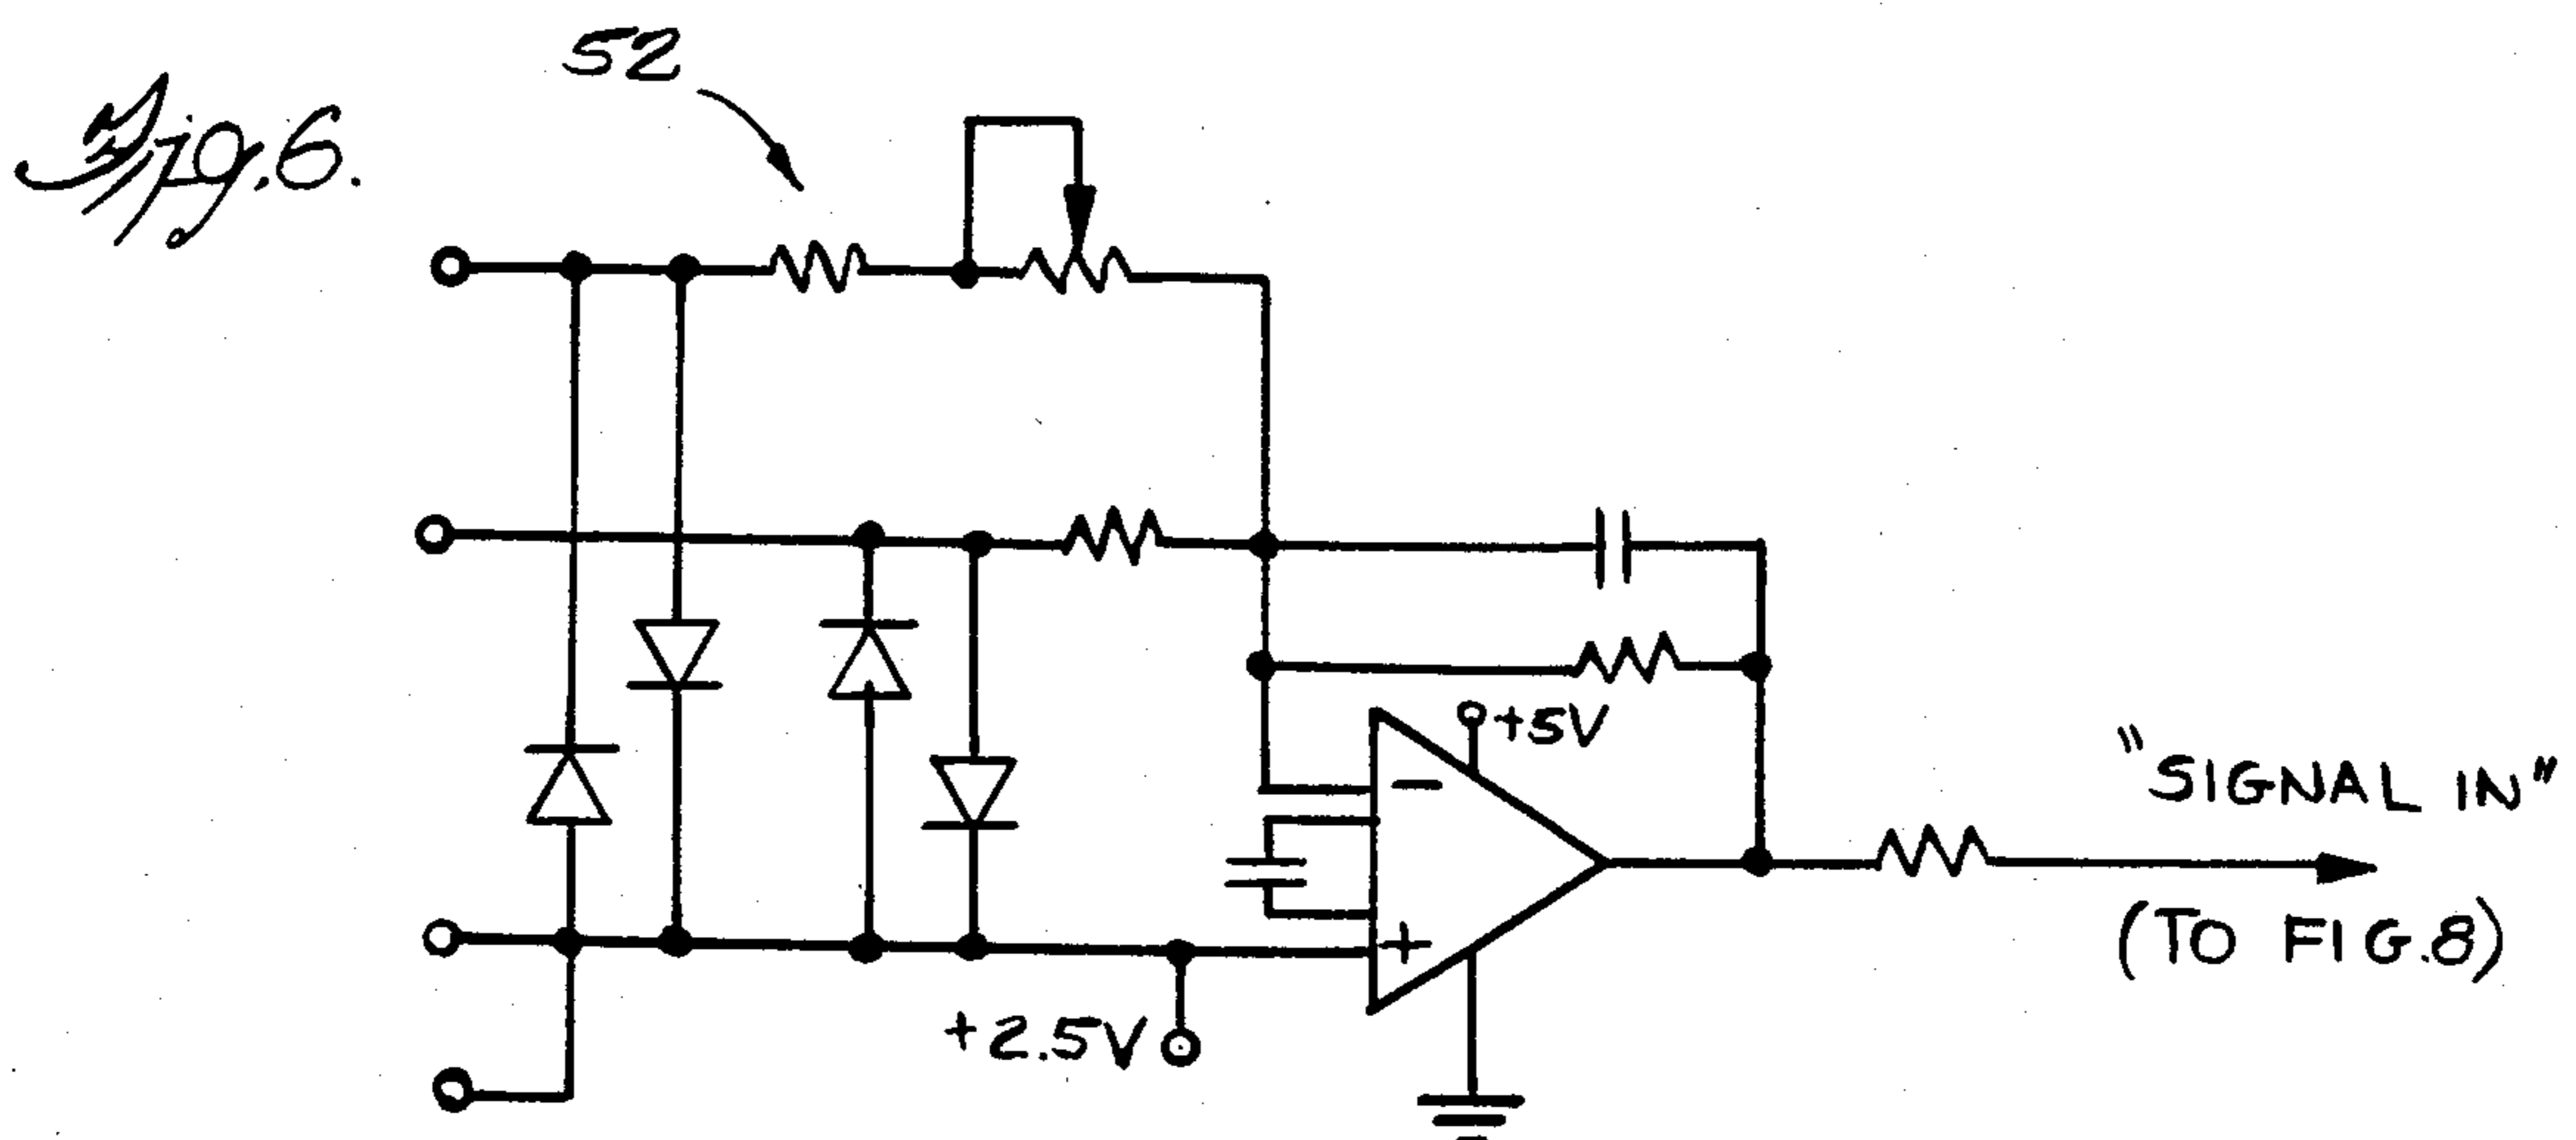 52
Fig.6.
+5V
"SIGNAL IN"
(TO FIG.8)
+2.5V